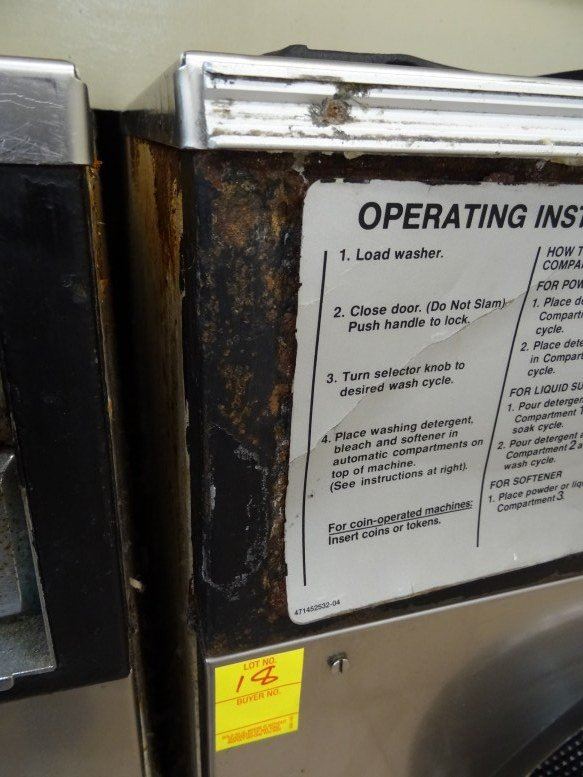 OPERATING INST
1. Load washer.
2. Close door. (Do Not Slam)
Push handle to lock.
3. Turn selector knob to
desired wash cycle.
4. Place washing detergent,
bleach and softener in
automatic compartments on
top of machine.
(See instructions at right).
For coin-operated machines:
Insert coins or tokens.
471452532-04
HOW T
COMPA
FOR POW
1. Place de
Compart
cycle.
2. Place dete
in Compart
cycle.
FOR LIQUID SU
1. Pour deterge
Compartment 1
soak cycle.
2. Pour detergent a
Compartment 2 a
wash cycle.
FOR SOFTENER
1. Place powder or liqu
Compartment 3.
LOT NO.
18
BUYER NO.